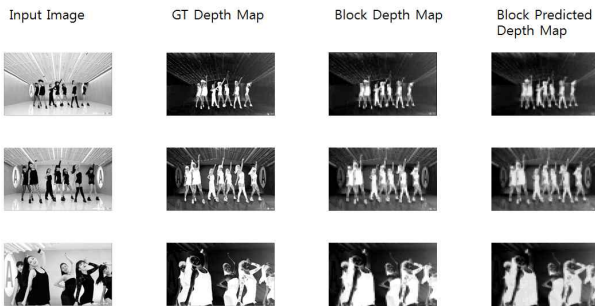 Input Image
GT Depth Map
Block Depth Map
Block Predicted
Depth Map